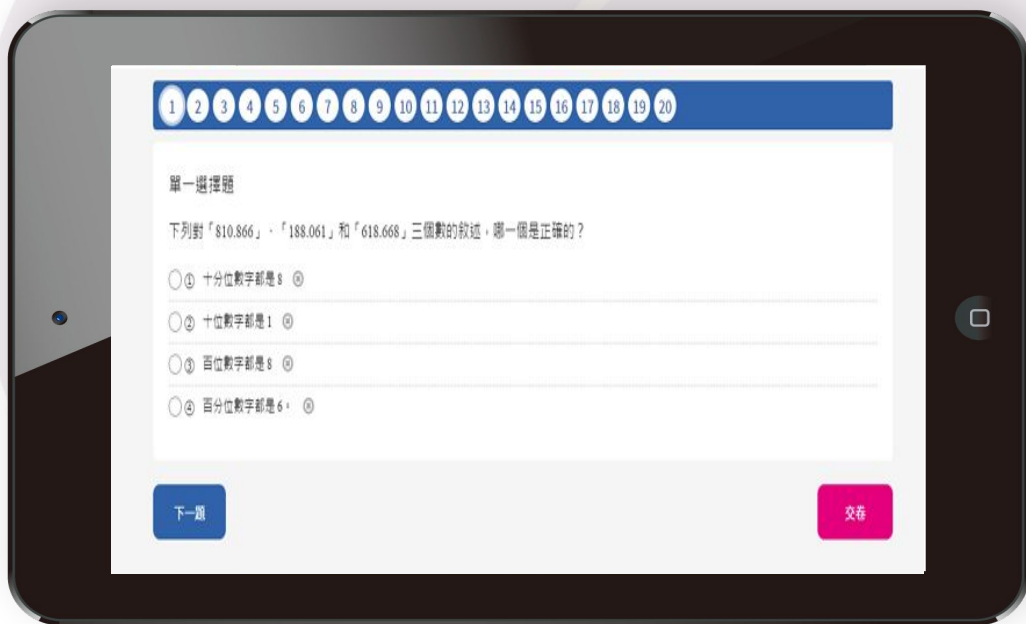 1 2 3 4 5 6 7 8 9 10 11 12 13 14 15 16 17 18 19 20
單一選擇題
下列對「810.866」、「188.061」和「618.668」三個數的敘述，哪一個是正確的？
① 十分位數字都是8
② 十位數字都是1
③ 百位數字都是8
④ 百分位數字都是6。
下一題
交卷